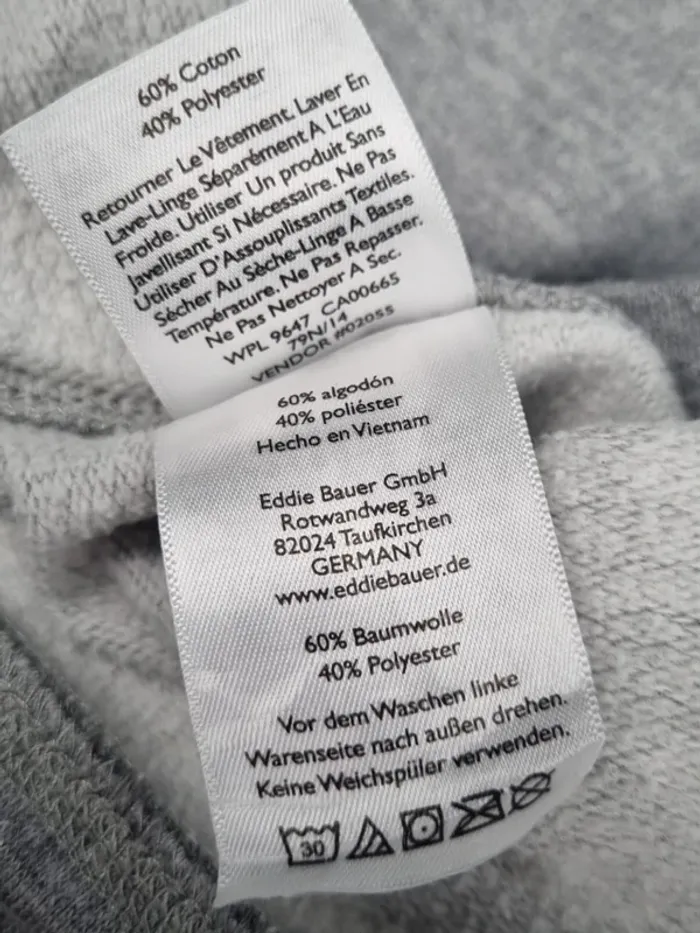 60% Coton
40% Polyester
Retourner Le Vêtement. Laver En
Lave-Linge Séparément A L'Eau
Froide. Utiliser Un produit Sans
Javellisant Si Nécessaire. Ne Pas
Utiliser D'Assouplissants Textiles.
Sécher Au Sèche-Linge A Basse
Température. Ne Pas Repasser.
Ne Pas Nettoyer A Sec.
WPL 9647 CA00665
79N/14
VENDOR #02055
60% algodón
40% poliéster
Hecho en Vietnam
Eddie Bauer GmbH
Rotwandweg 3a
82024 Taufkirchen
GERMANY
www.eddiebauer.de
60% Baumwolle
40% Polyester
Vor dem Waschen linke
Warenseite nach außen drehen.
Keine Weichspüler verwenden.
30